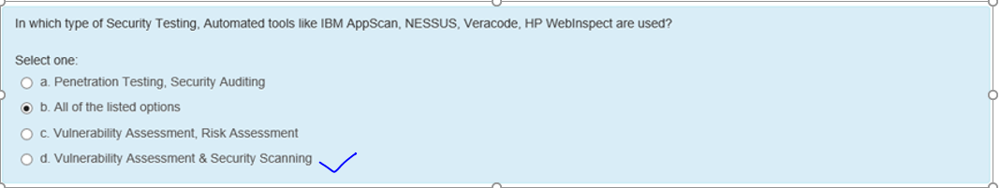 In which type of Security Testing, Automated tools like IBM AppScan, NESSUS, Veracode, HP WebInspect are used?
Select one:
a. Penetration Testing, Security Auditing
b. All of the listed options
c. Vulnerability Assessment, Risk Assessment
d. Vulnerability Assessment & Security Scanning